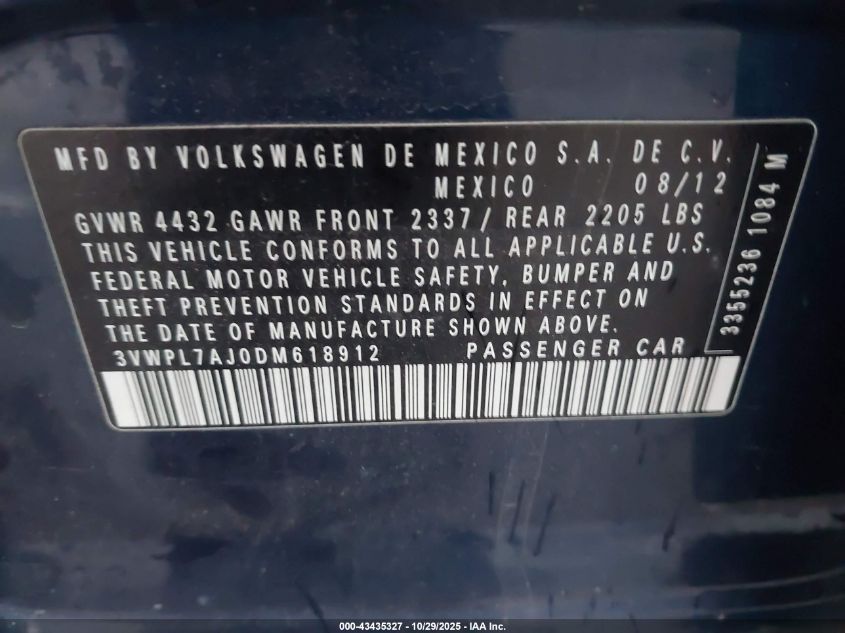 MFD BY VOLKSWAGEN DE MEXICO S.A. DE C.V.
MEXICO 08/12
GVWR 4432 GAWR FRONT 2337/ REAR 2205 LBS
THIS VEHICLE CONFORMS TO ALL APPLICABLE U.S.
FEDERAL MOTOR VEHICLE SAFETY, BUMPER AND
THEFT PREVENTION STANDARDS IN EFFECT ON
THE DATE OF MANUFACTURE SHOWN ABOVE.
3VWPL7AJ0DM618912 PASSENGER CAR
3355236 1084 M
000-43435327 - 10/29/2025 - IAA Inc.